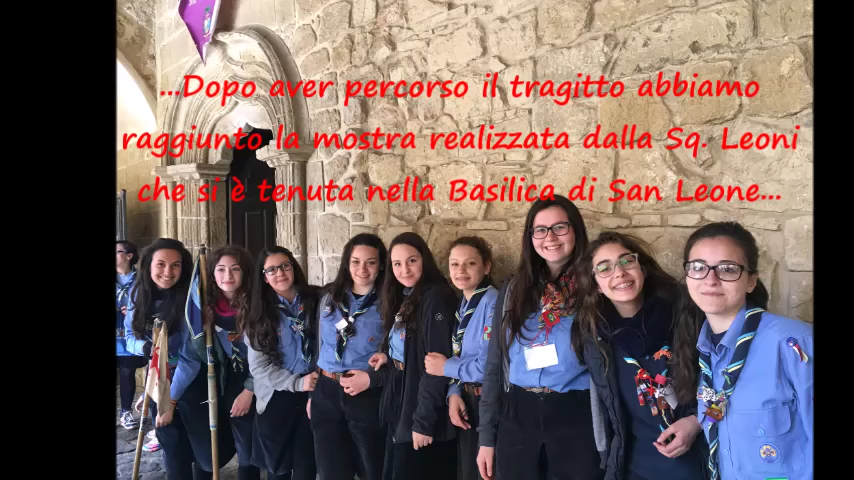 ...Dopo aver percorso il tragitto abbiamo
raggiunto la mostra realizzata dalla Sq. Leoni
che si è tenuta nella Basilica di San Leone...